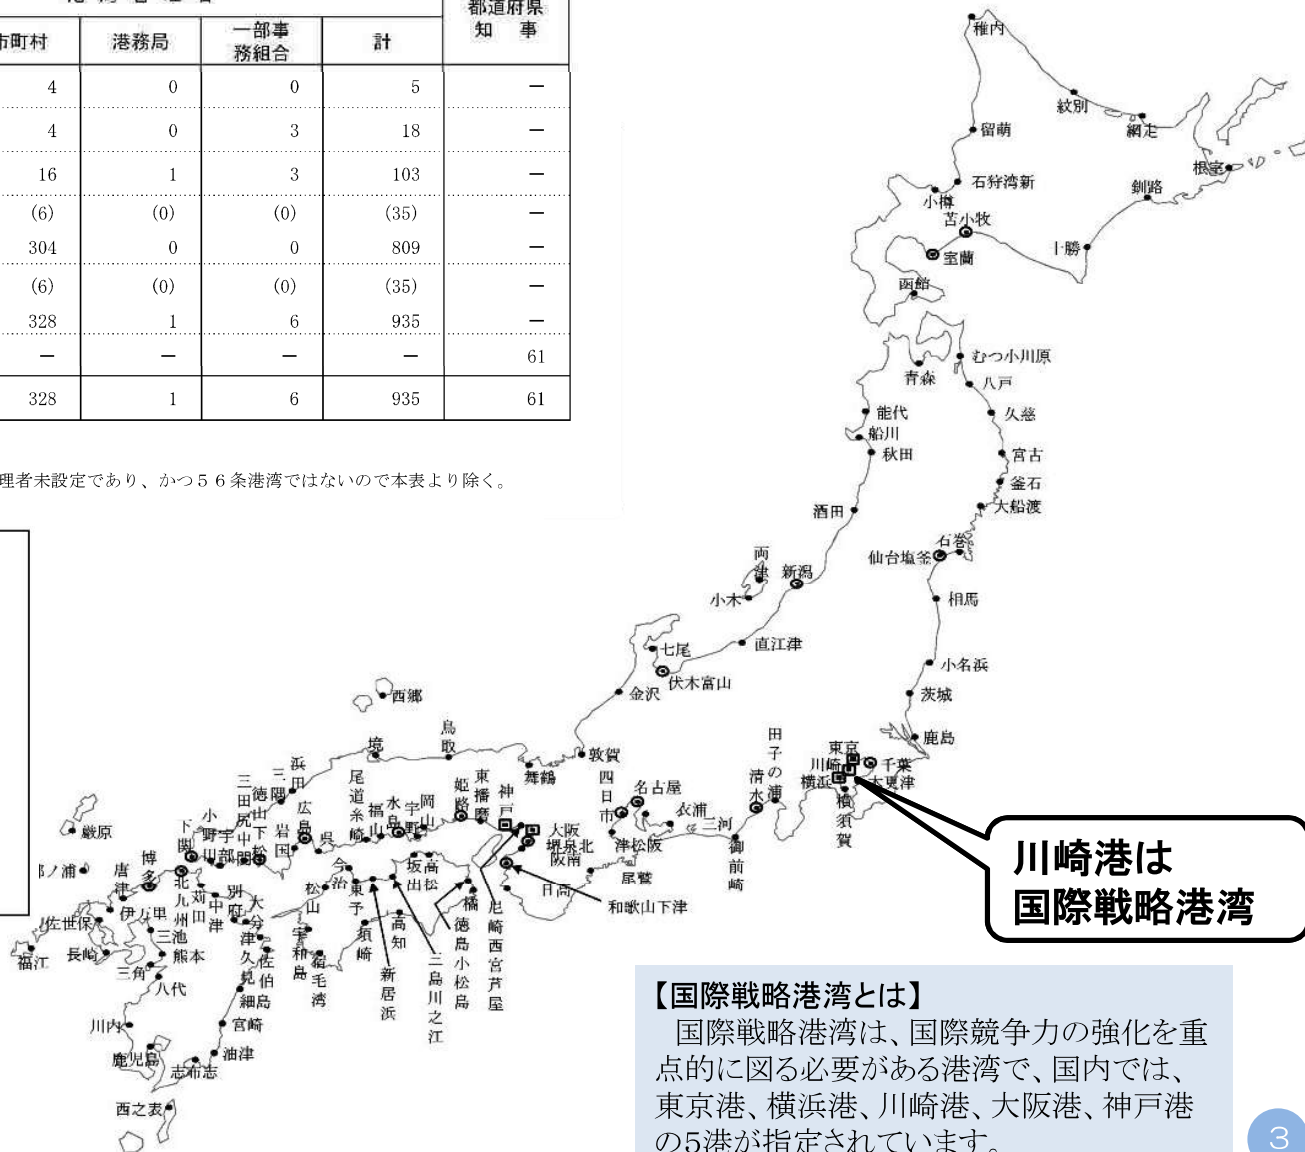 都道府県
知　事
市町村
港務局
一部事
務組合
計
4 0 0 5 ―
4 0 3 18 ―
16 1 3 103 ―
(6) (0) (0) (35) ―
304 0 0 809 ―
(6) (0) (0) (35) ―
328 1 6 935 ―
― ― ― ― 61
328 1 6 935 61
理者未設定であり、かつ５６条港湾ではないので本表より除く。
稚内
紋別
網走
留萌
根室
石狩湾新
釧路
小樽
苫小牧
十勝
室蘭
函館
むつ小川原
青森
八戸
能代
久慈
船川
秋田
宮古
釜石
大船渡
酒田
石巻
仙台塩釜
両津
新潟
小木
相馬
直江津
七尾
小名浜
伏木富山
金沢
茨城
西郷
鹿島
鳥取
境
敦賀
舞鶴
田子の浦
東京
川崎
千葉
横浜
木更津
横須賀
清水
名古屋
四日市
衣浦
三河
御前崎
津松阪
尾鷲
浜田
三隅
尾道糸崎
福山
水島
宇野
岡山
姫路
東播磨
神戸
大阪
堺泉北
阪南
日高
和歌山下津
広島
呉
岩国
徳山下松
三田尻中関
宇部
小野田
下関
厳原
郷ノ浦
博多
唐津
北九州
苅田
中津
別府
大分
津久見
佐伯
伊万里
佐世保
長崎
福江
三池
熊本
三角
八代
細島
宮崎
川内
鹿児島
油津
志布志
西之表
今治
松山
東予
坂出
高松
橘
高知
須崎
宇和島
宿毛湾
新居浜
三島川之江
徳島小松島
尼崎西宮芦屋
川崎港は
国際戦略港湾
【国際戦略港湾とは】
国際戦略港湾は、国際競争力の強化を重
点的に図る必要がある港湾で、国内では、
東京港、横浜港、川崎港、大阪港、神戸港
の5港が指定されています。
3